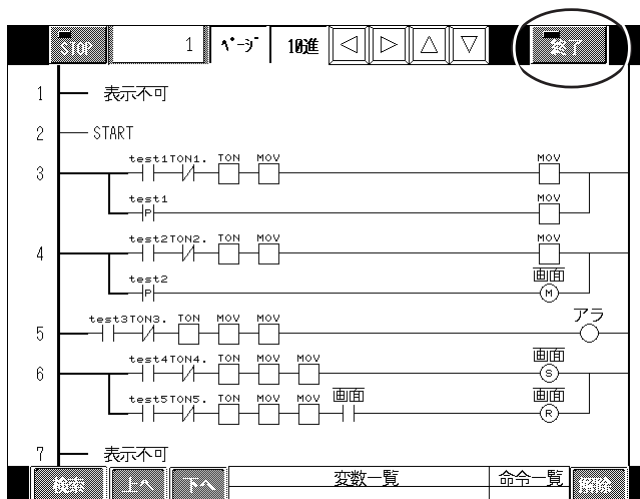 STOP 1 ﾍﾟｰｼﾞ 10進 ◁ ▷ △ ▽ 終了
1 表示不可
2 START
test1TON1. TON MOV MOV
3
test1 MOV
P
test2TON2. TON MOV MOV
4
test2 画面
P M
test3TON3. TON MOV MOV アラ
5
test4TON4. TON MOV MOV 画面
6 S
test5TON5. TON MOV MOV 画面 画面
R
7 表示不可
検索 上へ 下へ 変数一覧 命令一覧 解除